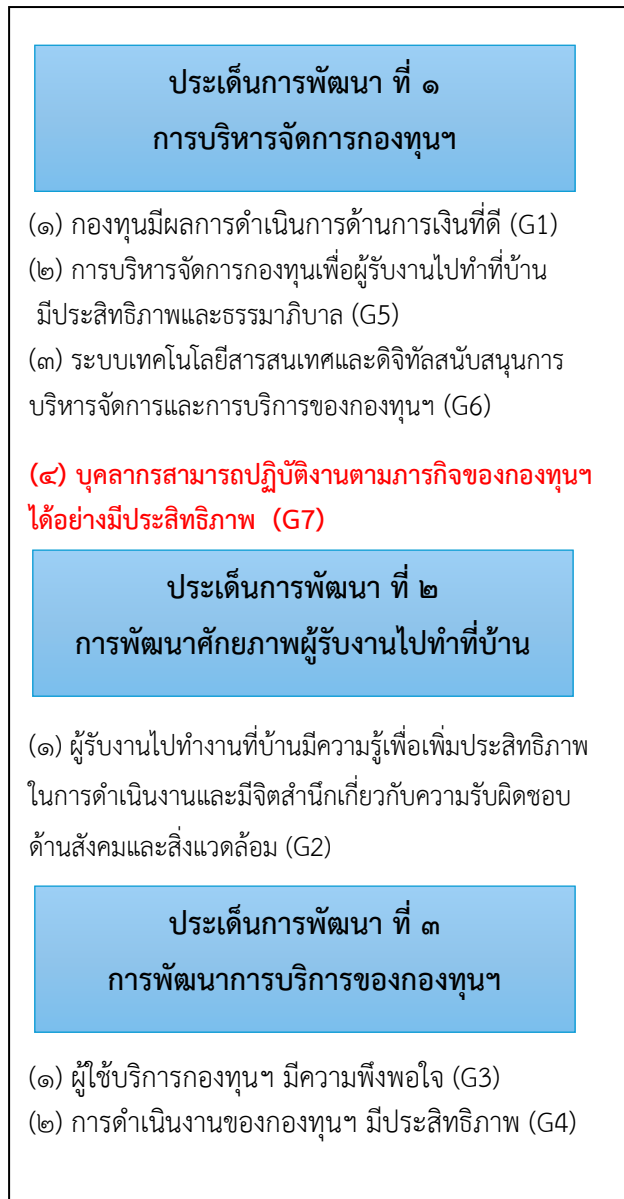 ประเด็นการพัฒนา ที่ ๑
การบริหารจัดการกองทุนฯ
(๑) กองทุนมีผลการดำเนินการด้านการเงินที่ดี (G1)
(๒) การบริหารจัดการกองทุนเพื่อผู้รับงานไปทำที่บ้าน
มีประสิทธิภาพและธรรมาภิบาล (G5)
(๓) ระบบเทคโนโลยีสารสนเทศและดิจิทัลสนับสนุนการ
บริหารจัดการและการบริการของกองทุนฯ (G6)
(๔) บุคลากรสามารถปฏิบัติงานตามภารกิจของกองทุนฯ
ได้อย่างมีประสิทธิภาพ (G7)
ประเด็นการพัฒนา ที่ ๒
การพัฒนาศักยภาพผู้รับงานไปทำที่บ้าน
(๑) ผู้รับงานไปทำงานที่บ้านมีความรู้เพื่อเพิ่มประสิทธิภาพ
ในการดำเนินงานและมีจิตสำนึกเกี่ยวกับความรับผิดชอบ
ด้านสังคมและสิ่งแวดล้อม (G2)
ประเด็นการพัฒนา ที่ ๓
การพัฒนาการบริการของกองทุนฯ
(๑) ผู้ใช้บริการกองทุนฯ มีความพึงพอใจ (G3)
(๒) การดำเนินงานของกองทุนฯ มีประสิทธิภาพ (G4)